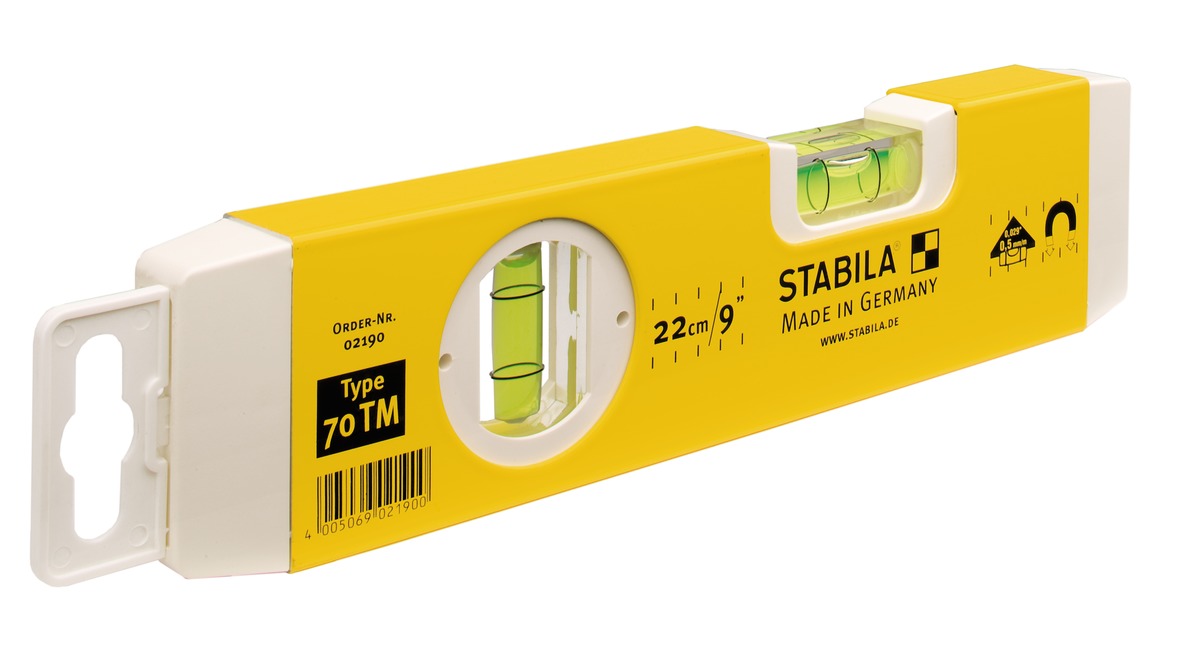 ORDER-NR.
02190
Type
70 TM
4 005069 021900
22cm/9"
STABILA®
MADE IN GERMANY
WWW.STABILA.DE
0.029°
0,5 mm/m